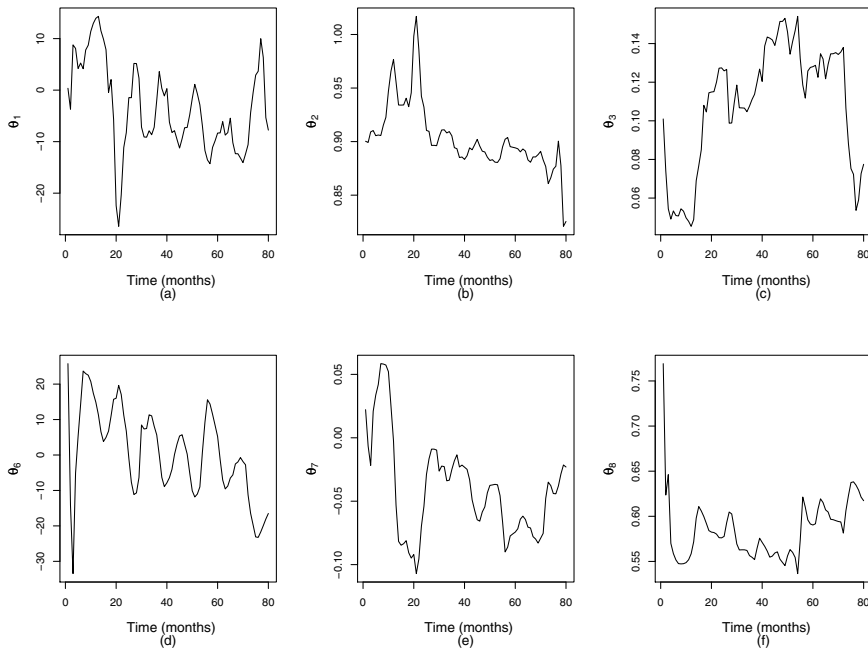 θ1
10
0
−10
−20
0 20 40 60 80
Time (months)
(a)
θ2
1.00
0.95
0.90
0.85
0 20 40 60 80
Time (months)
(b)
θ3
0.14
0.12
0.10
0.08
0.06
0 20 40 60 80
Time (months)
(c)
θ6
20
10
0
−10
−20
−30
0 20 40 60 80
Time (months)
(d)
θ7
0.05
0.00
−0.05
−0.10
0 20 40 60 80
Time (months)
(e)
θ8
0.75
0.70
0.65
0.60
0.55
0 20 40 60 80
Time (months)
(f)